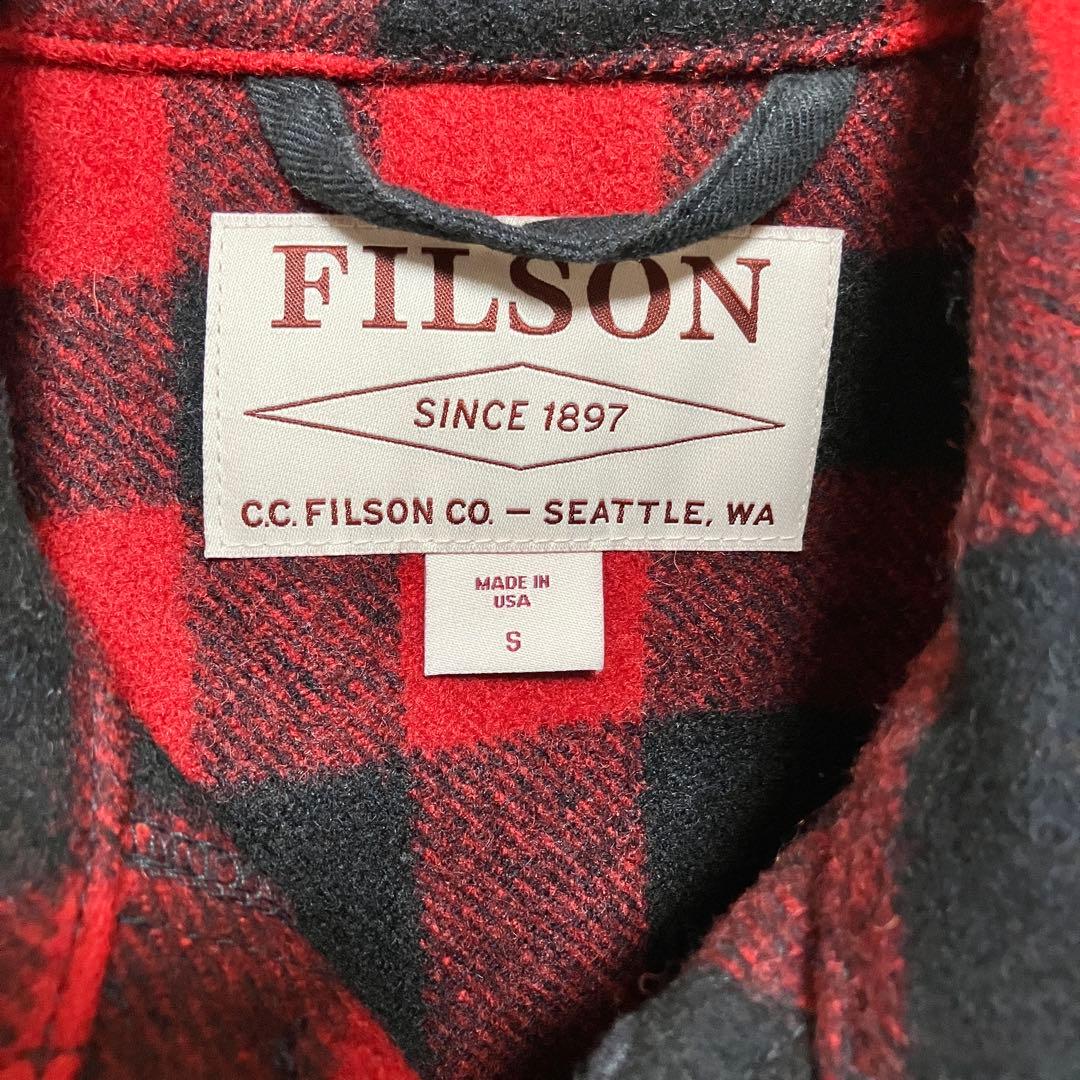 FILSON
SINCE 1897
C.C. FILSON CO. — SEATTLE, WA
MADE IN
USA
S